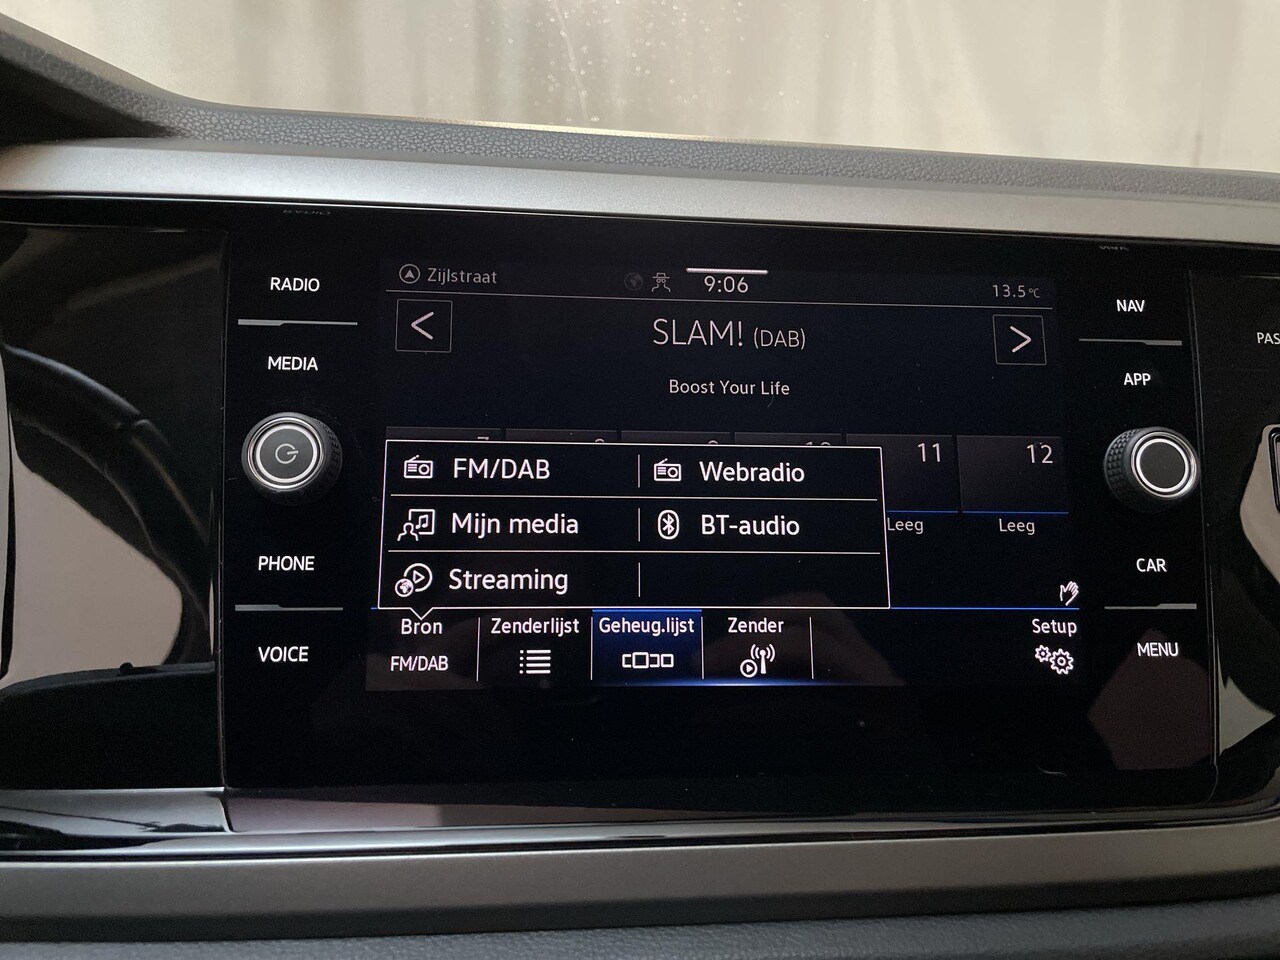 RADIO
MEDIA
PHONE
VOICE
Zijlstraat
9:06
13.5°C
SLAM! (DAB)
Boost Your Life
11
12
Leeg
Leeg
FM/DAB
Webradio
Mijn media
BT-audio
Streaming
Bron
FM/DAB
Zenderlijst
Geheug.lijst
Zender
Setup
NAV
APP
CAR
MENU